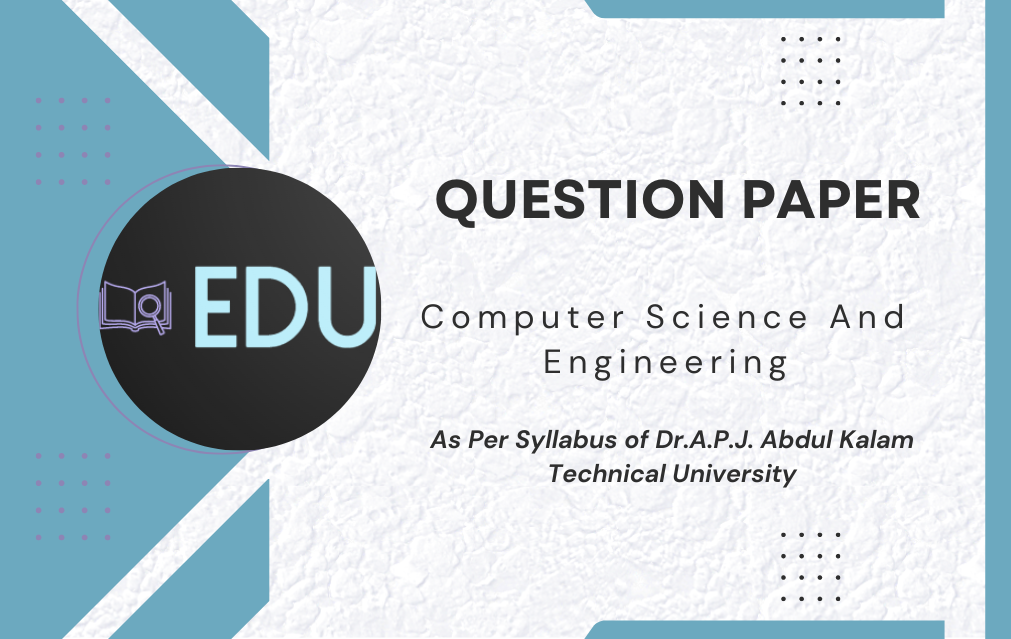 EDU
QUESTION PAPER
Computer Science And
Engineering
As Per Syllabus of Dr.A.P.J. Abdul Kalam
Technical University